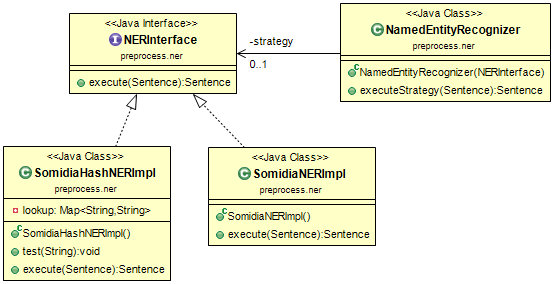 <<Java Interface>>
NERInterface
preprocess.ner
execute(Sentence):Sentence
-strategy
0..1
<<Java Class>>
NamedEntityRecognizer
preprocess.ner
NamedEntityRecognizer(NERInterface)
executeStrategy(Sentence):Sentence
<<Java Class>>
SomidiaHashNERImpl
preprocess.ner
lookup: Map<String,String>
SomidiaHashNERImpl()
test(String):void
execute(Sentence):Sentence
<<Java Class>>
SomidiaNERImpl
preprocess.ner
SomidiaNERImpl()
execute(Sentence):Sentence